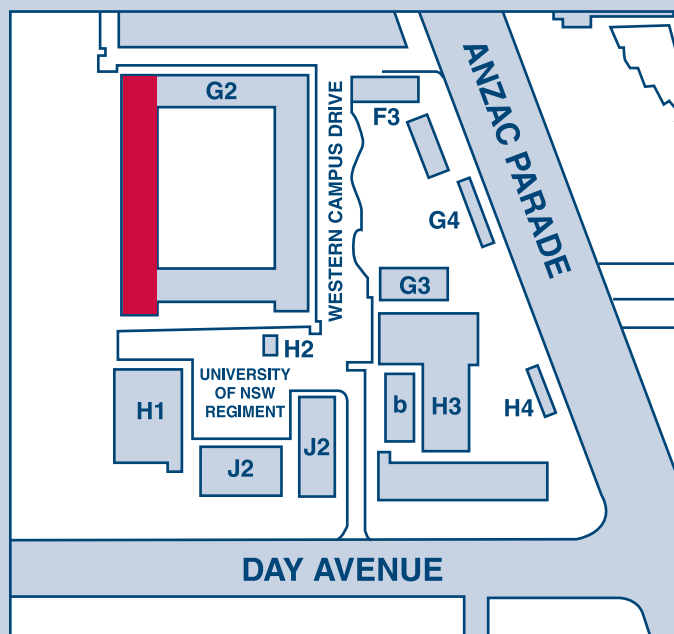 G2
ANZAC PARADE
F3
WESTERN CAMPUS DRIVE
G4
G3
H2
UNIVERSITY
OF NSW
REGIMENT
H1
b
H3
H4
J2
J2
DAY AVENUE